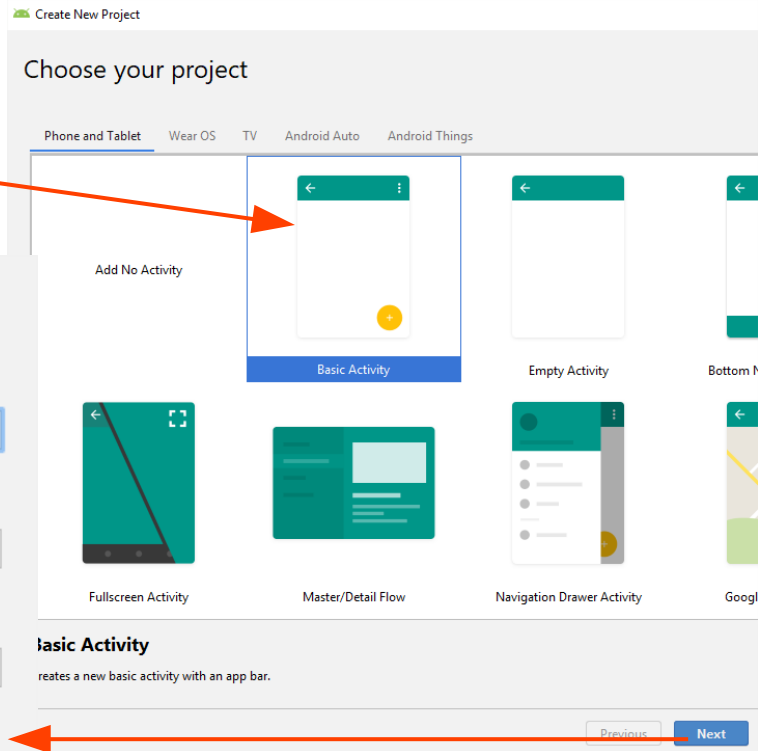 Create New Project
Choose your project
Phone and Tablet Wear OS TV Android Auto Android Things
Add No Activity
Basic Activity Empty Activity Bottom
Fullscreen Activity Master/Detail Flow Navigation Drawer Activity Googl
Basic Activity
reates a new basic activity with an app bar.
Previous Next